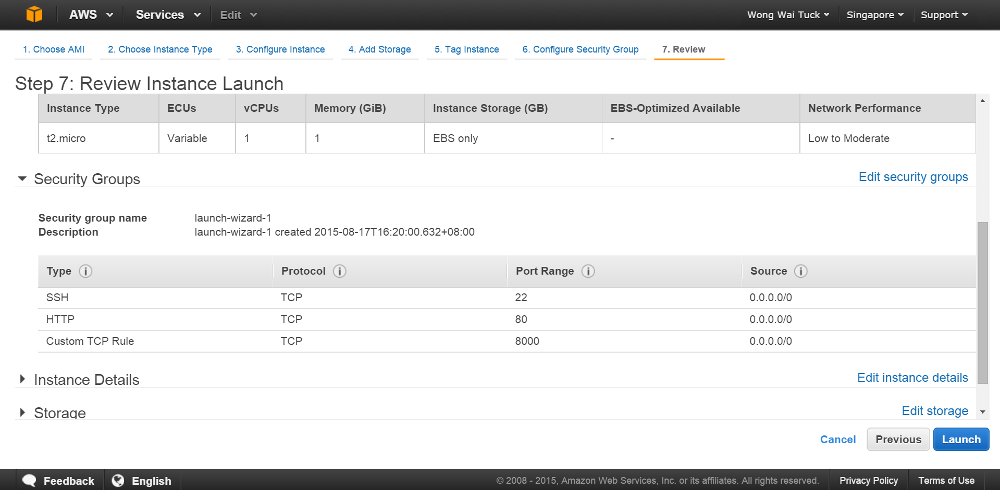 AWS Services Edit Wong Wai Tuck Singapore Support
1. Choose AMI 2. Choose Instance Type 3. Configure Instance 4. Add Storage 5. Tag Instance 6. Configure Security Group 7. Review
Step 7: Review Instance Launch
Instance Type ECUs vCPUs Memory (GiB) Instance Storage (GB) EBS-Optimized Available Network Performance
t2.micro Variable 1 1 EBS only - Low to Moderate
Security Groups Edit security groups
Security group name launch-wizard-1
Description launch-wizard-1 created 2015-08-17T16:20:00.632+08:00
Type Protocol Port Range Source
SSH TCP 22 0.0.0.0/0
HTTP TCP 80 0.0.0.0/0
Custom TCP Rule TCP 8000 0.0.0.0/0
Instance Details Edit instance details
Storage Edit storage
Cancel Previous Launch
Feedback English © 2008 - 2015, Amazon Web Services, Inc. or its affiliates. All rights reserved. Privacy Policy Terms of Use